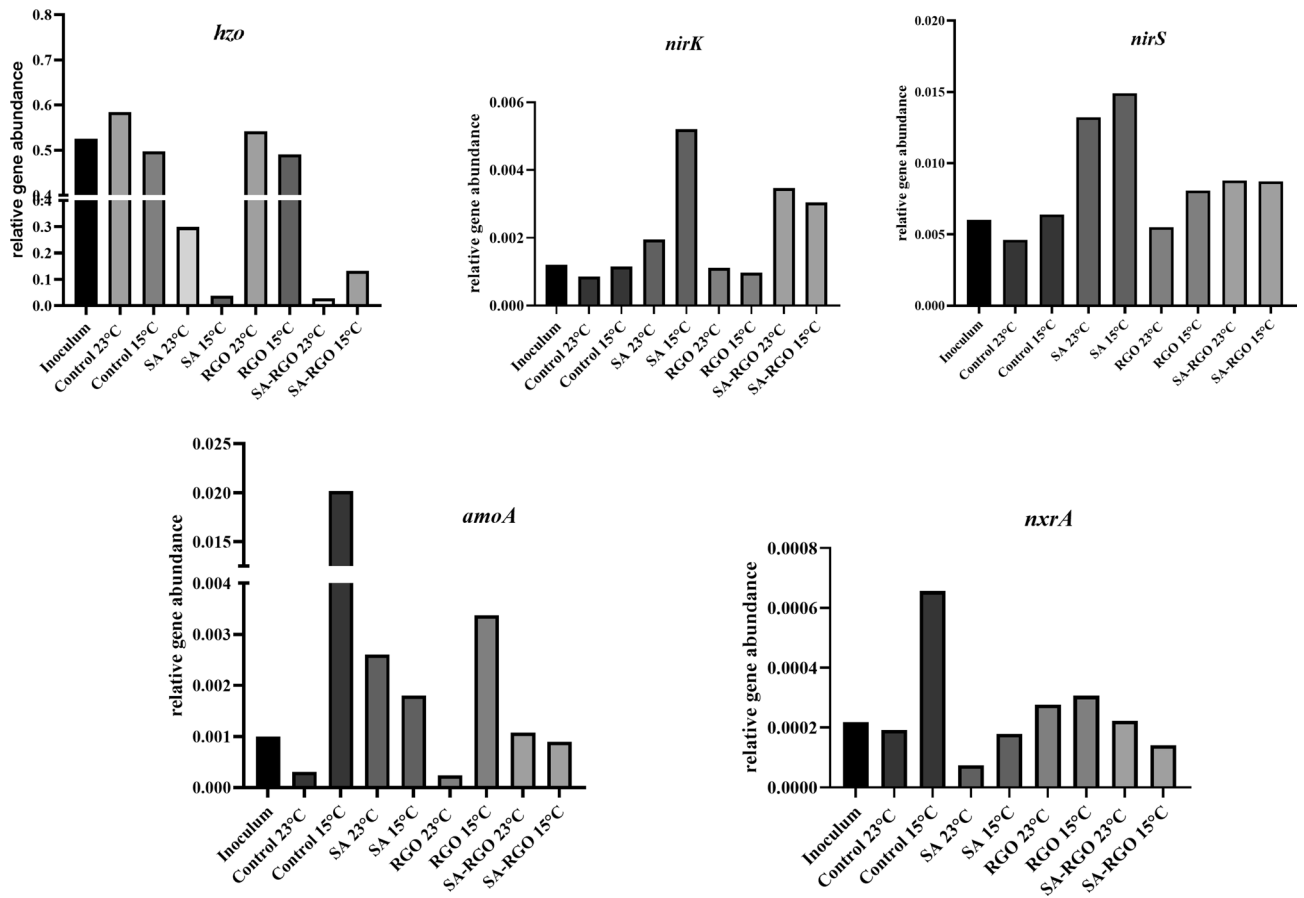 hzo
relative gene abundance
0.8
0.7
0.6
0.5
0.4
0.4
0.3
0.2
0.1
0.0
Inoculum
Control 23°C
Control 15°C
SA 23°C
SA 15°C
RGO 23°C
RGO 15°C
SA-RGO 23°C
SA-RGO 15°C
nirK
relative gene abundance
0.006
0.004
0.002
0.000
Inoculum
Control 23°C
Control 15°C
SA 23°C
SA 15°C
RGO 23°C
RGO 15°C
SA-RGO 23°C
SA-RGO 15°C
nirS
relative gene abundance
0.020
0.015
0.010
0.005
0.000
Inoculum
Control 23°C
Control 15°C
SA 23°C
SA 15°C
RGO 23°C
RGO 15°C
SA-RGO 23°C
SA-RGO 15°C
amoA
relative gene abundance
0.025
0.020
0.015
0.004
0.003
0.002
0.001
0.000
Inoculum
Control 23°C
Control 15°C
SA 23°C
SA 15°C
RGO 23°C
RGO 15°C
SA-RGO 23°C
SA-RGO 15°C
nxrA
relative gene abundance
0.0008
0.0006
0.0004
0.0002
0.0000
Inoculum
Control 23°C
Control 15°C
SA 23°C
SA 15°C
RGO 23°C
RGO 15°C
SA-RGO 23°C
SA-RGO 15°C